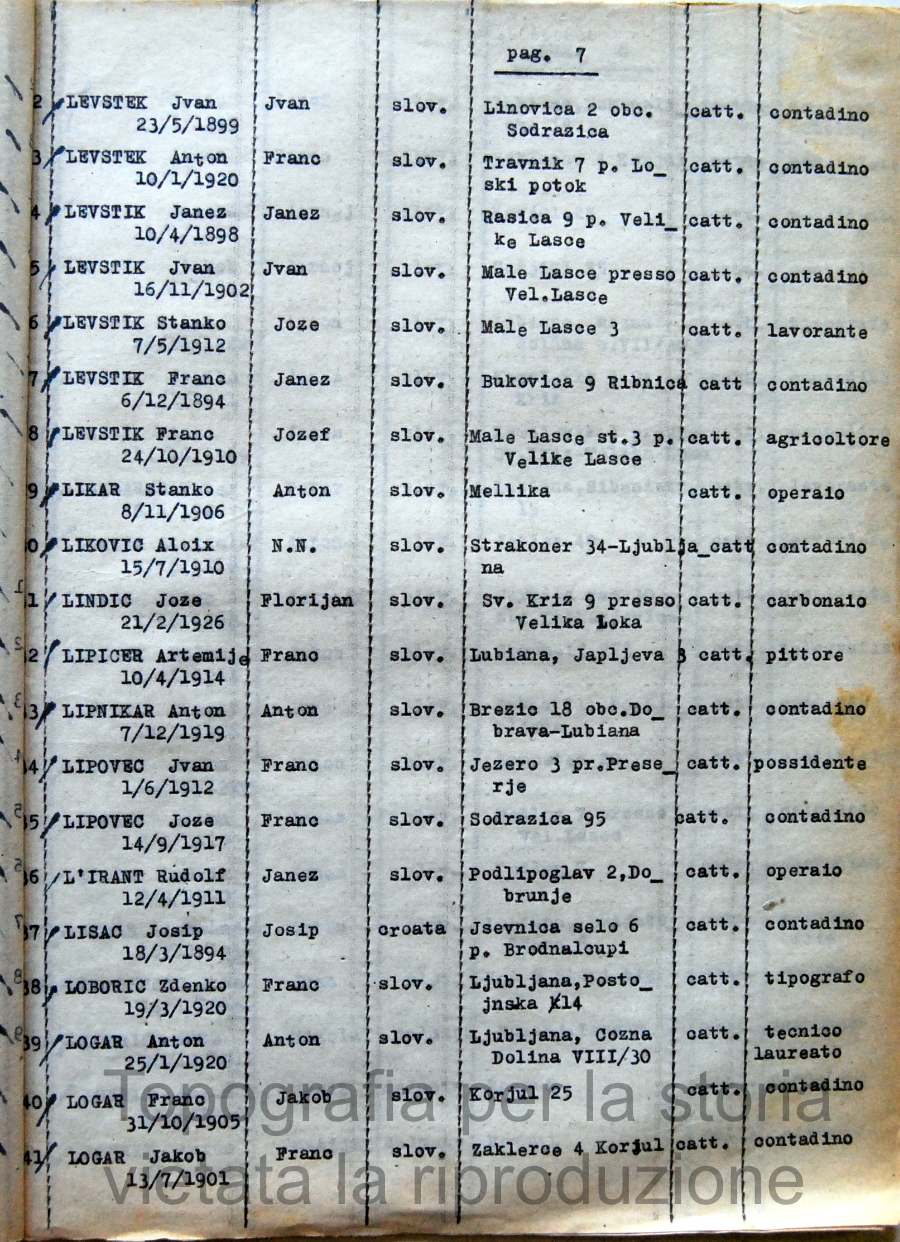 pag. 7
2 LEVSTEK Jvan Jvan slov. Linovica 2 obc. catt. contadino
23/5/1899 Sodrazica
3 LEVSTEK Anton Franc slov. Travnik 7 p. Lo_ catt. contadino
10/1/1920 ski potok
4 LEVSTIK Janez Janez slov. Rasica 9 p. Veli_ catt. contadino
10/4/1898 ke Lasce
5 LEVSTIK Jvan Jvan slov. Male Lasce presso catt. contadino
16/11/1902 Vel.Lasce
6 LEVSTIK Stanko Joze slov. Male Lasce 3 catt. lavorante
7/5/1912
7 LEVSTIK Franc Janez slov. Bukovica 9 Ribnica catt contadino
6/12/1894
8 LEVSTIK Franc Jozef slov. Male Lasce st.3 p. catt. agricoltore
24/10/1910 Velike Lasce
9 LIKAR Stanko Anton slov. Mellika catt. operaio
8/11/1906
0 LIKOVIC Aloix N.N. slov. Strakoner 34-Ljublja_catt contadino
15/7/1910 na
1 LINDIC Joze Florijan slov. Sv. Kriz 9 presso catt. carbonaio
21/2/1926 Velika Loka
2 LIPICER Artemije Franc slov. Lubiana, Japljeva 3 catt. pittore
10/4/1914
3 LIPNIKAR Anton Anton slov. Brezic 18 obc.Do_ catt. contadino
7/12/1919 brava-Lubiana
34 LIPOVEC Jvan Franc slov. Jezero 3 pr.Prese_ catt. possidente
1/6/1912 rje
35 LIPOVEC Joze Franc slov. Sodrazica 95 catt. contadino
14/9/1917
36 L'IRANT Rudolf Janez slov. Podlipoglav 2,Do_ catt. operaio
12/4/1911 brunje
37 LISAC Josip Josip croata Jsevnica selo 6 catt. contadino
18/3/1894 p. Brodnalcupi
38 LOBORIC Zdenko Franc slov. Ljubljana,Posto_ catt. tipografo
19/3/1920 jnska 14
39 LOGAR Anton Anton slov. Ljubljana, Cozna catt. tecnico
25/1/1920 Dolina VIII/30 laureato
40 LOGAR Franc Jakob slov. Korjul 25 catt. contadino
31/10/1905
41 LOGAR Jakob Franc slov. Zaklerce 4 Korjul catt. contadino
13/7/1901
Topografia per la storia
vietata la riproduzione